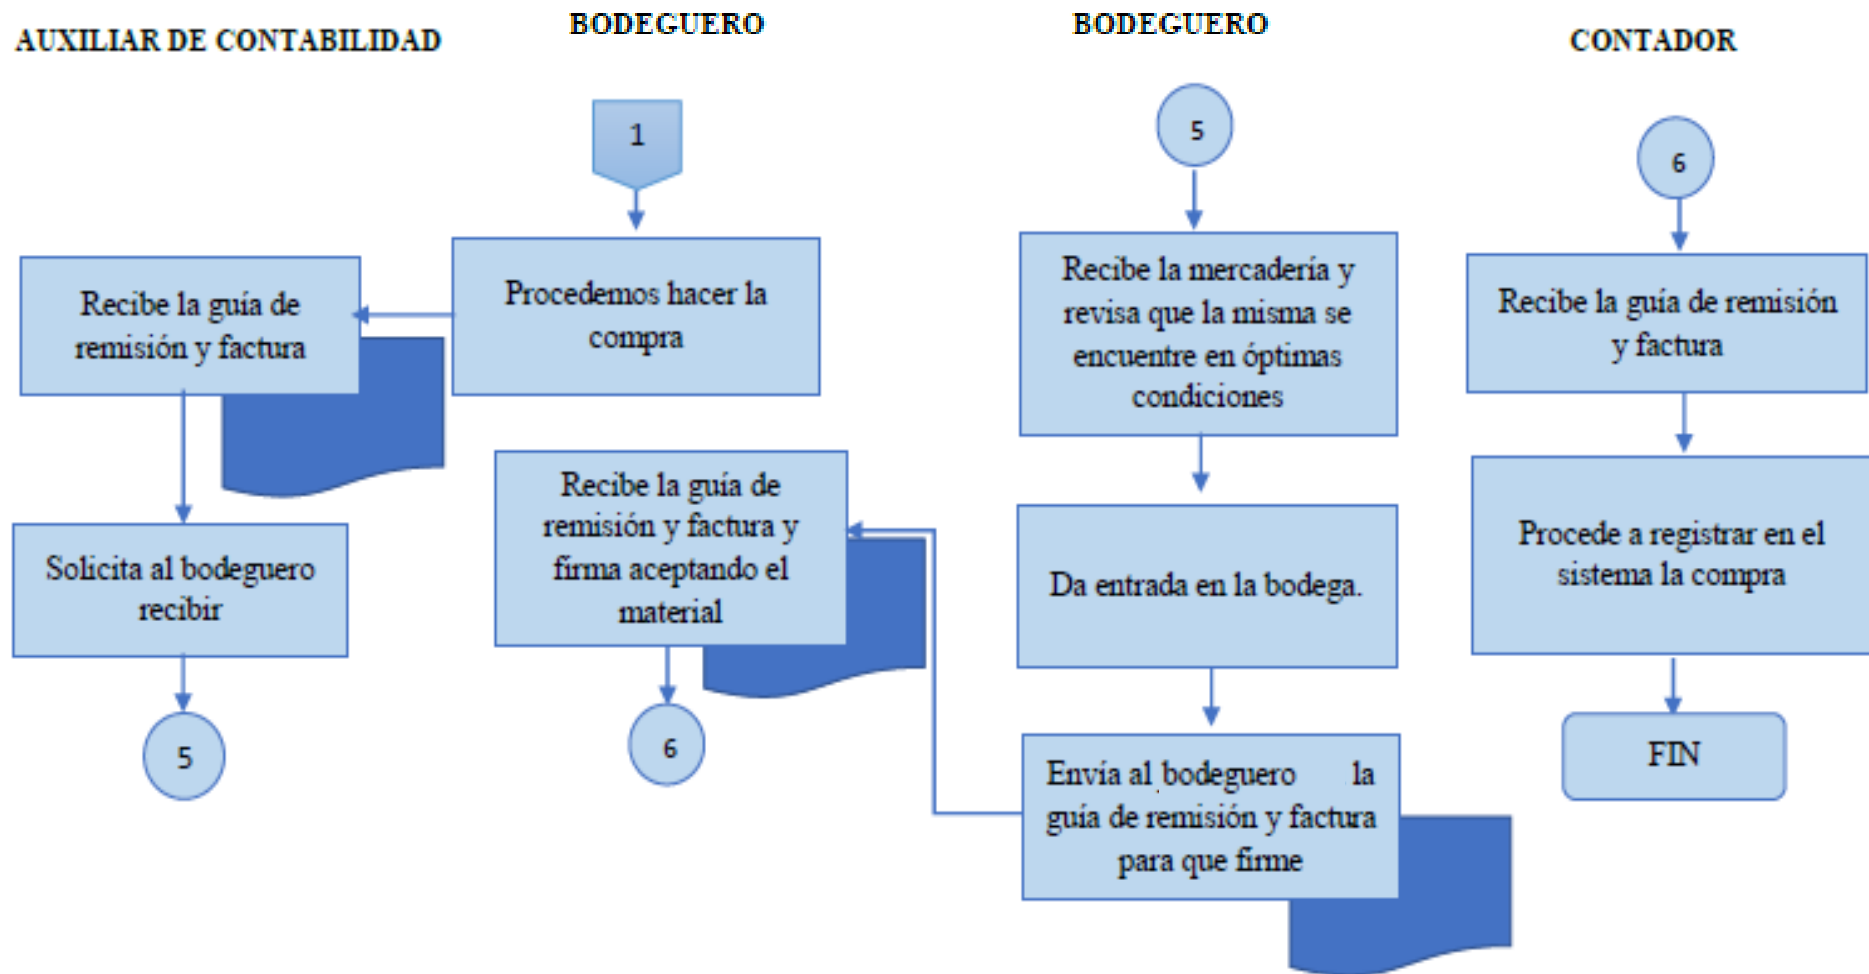 AUXILIAR DE CONTABILIDAD
BODEGUERO
BODEGUERO
CONTADOR
1
Procedemos hacer la
compra
Recibe la guía de
remisión y factura
Solicita al bodeguero
recibir
5
5
Recibe la mercadería y
revisa que la misma se
encuentre en óptimas
condiciones
Da entrada en la bodega.
Envía al bodeguero la
guía de remisión y factura
para que firme
Recibe la guía de
remisión y factura y
firma aceptando el
material
6
6
Recibe la guía de remisión
y factura
Procede a registrar en el
sistema la compra
FIN